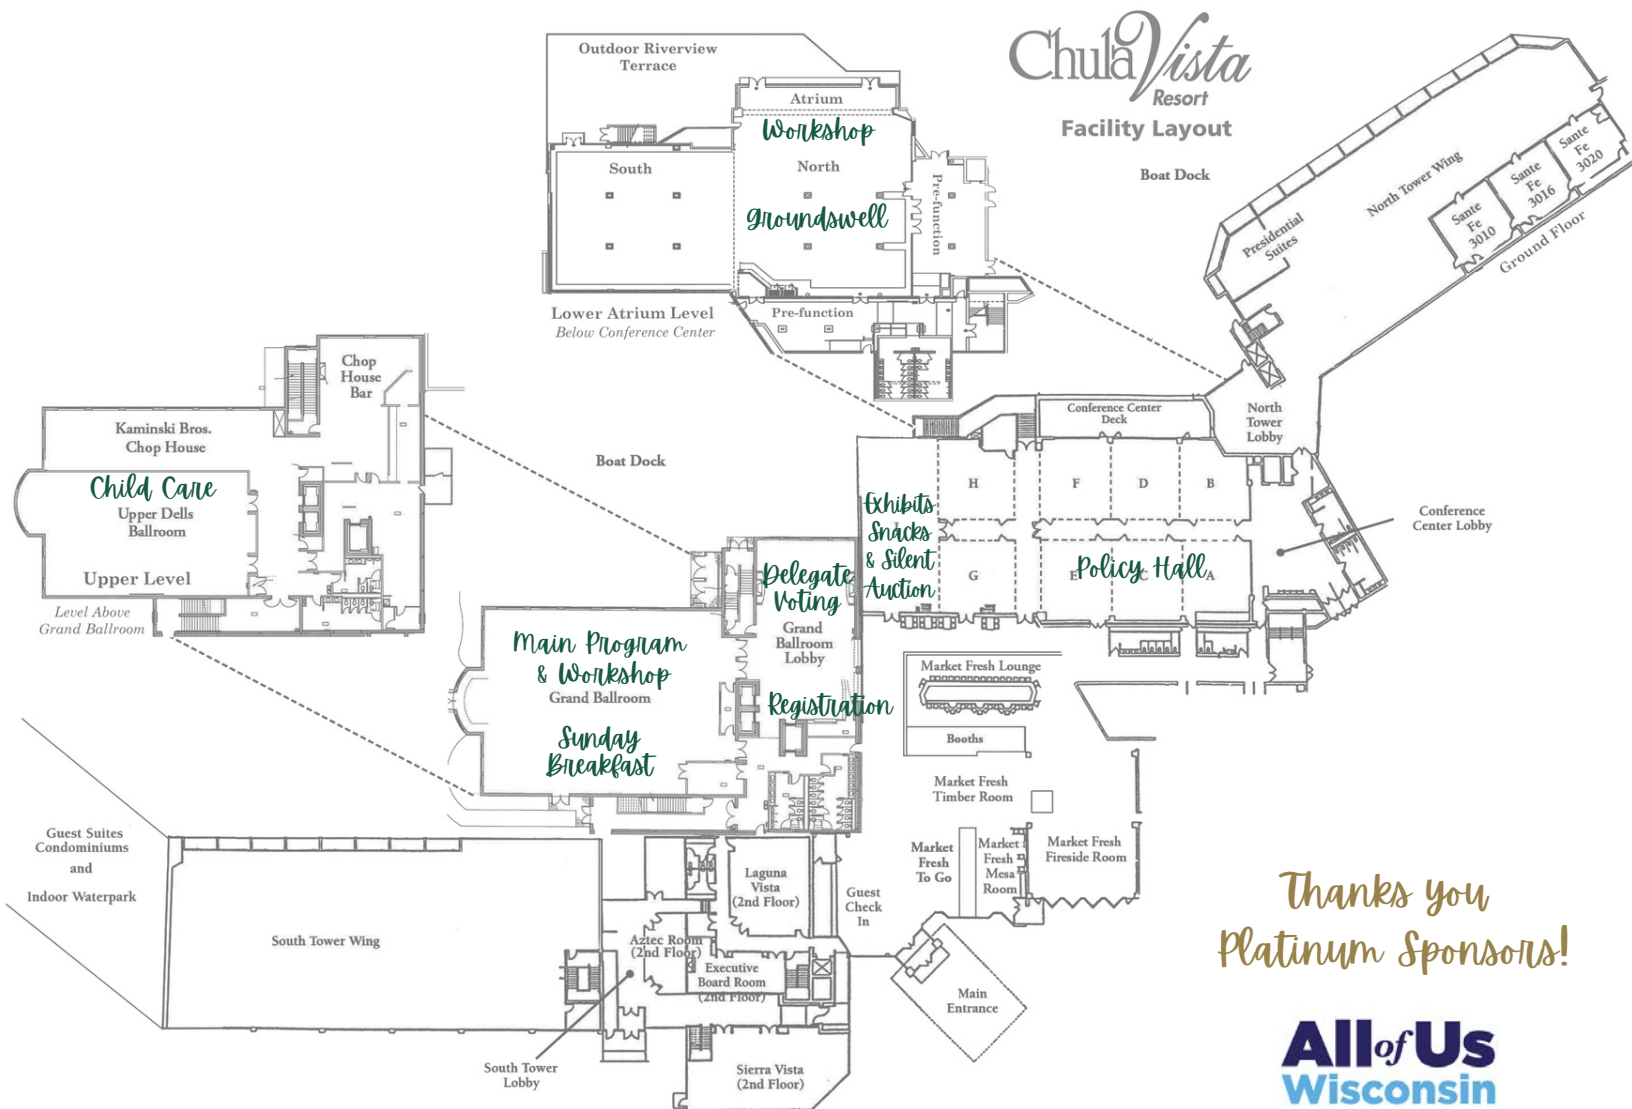 Chula Vista
Resort
Facility Layout
Outdoor Riverview
Terrace
Atrium
Workshop
South
North
Groundswell
Pre-function
Lower Atrium Level
Below Conference Center
Pre-function
Boat Dock
North Tower Wing
Presidential
Suites
Sante
Fe
3010
Sante
Fe
3016
Sante
Fe
3020
Ground Floor
Chop
House
Bar
Kaminski Bros.
Chop House
Child Care
Upper Dells
Ballroom
Upper Level
Level Above
Grand Ballroom
Boat Dock
Conference Center
Deck
North
Tower
Lobby
H
F
D
B
Exhibits
Snacks
& Silent
Auction
G
E
C
A
Policy Hall
Conference
Center Lobby
Delegate
Voting
Grand
Ballroom
Lobby
Registration
Main Program
& Workshop
Grand Ballroom
Sunday
Breakfast
Market Fresh Lounge
Booths
Market Fresh
Timber Room
Market
Fresh
To Go
Market
Fresh
Mesa
Room
Market Fresh
Fireside Room
Guest Suites
Condominiums
and
Indoor Waterpark
South Tower Wing
Laguna
Vista
(2nd Floor)
Guest
Check
In
Aztec Room
(2nd Floor)
Executive
Board Room
(2nd Floor)
Main
Entrance
South Tower
Lobby
Sierra Vista
(2nd Floor)
Thanks you
Platinum Sponsors!
All of Us
Wisconsin